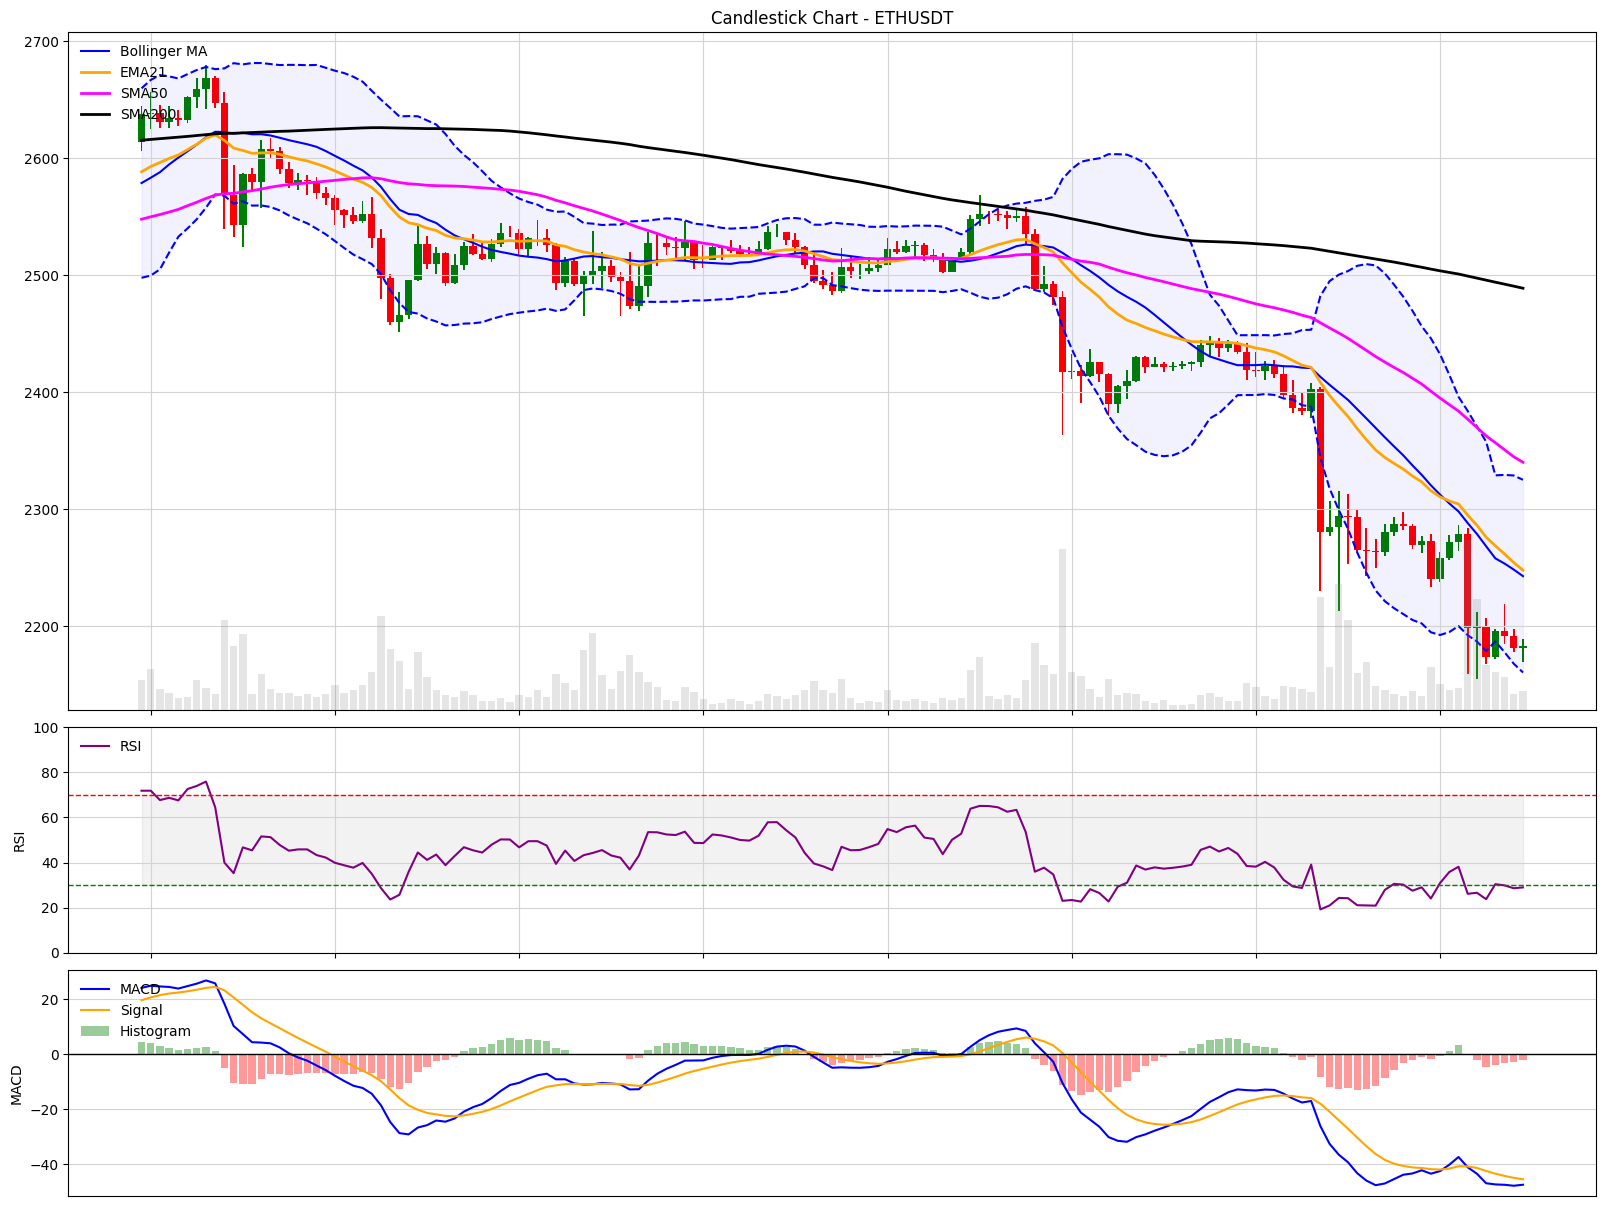 Candlestick Chart - ETHUSDT
2700
2600
2500
2400
2300
2200
Bollinger MA
EMA21
SMA50
SMA200
100
80
60
40
20
0
RSI
RSI
20
0
−20
−40
MACD
MACD
Signal
Histogram